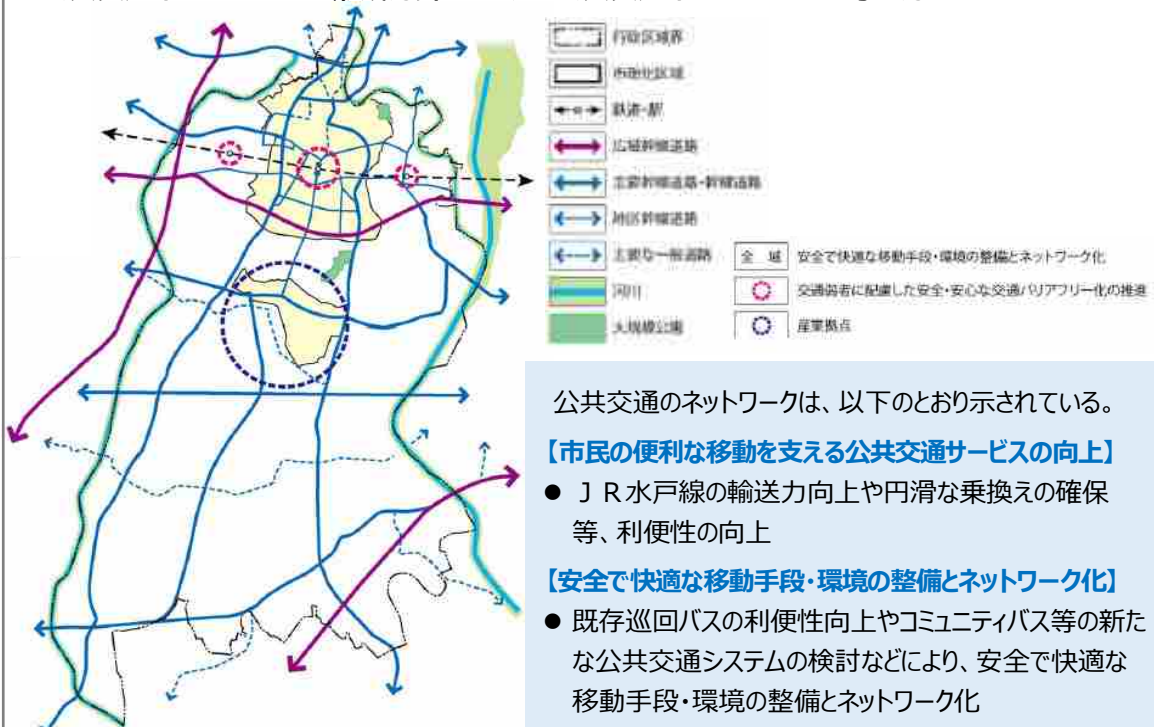 行政区域界
市街化区域
鉄道・駅
広域幹線道路
主要幹線道路・幹線道路
地区幹線道路
主要な一般道路
河川
大規模公園
全 域 安全で快適な移動手段・環境の整備とネットワーク化
交通弱者に配慮した安全・安心な交通バリアフリー化の推進
産業拠点
公共交通のネットワークは、以下のとおり示されている。
【市民の便利な移動を支える公共交通サービスの向上】
● ＪＲ水戸線の輸送力向上や円滑な乗換えの確保
等、利便性の向上
【安全で快適な移動手段・環境の整備とネットワーク化】
● 既存巡回バスの利便性向上やコミュニティバス等の新た
な公共交通システムの検討などにより、安全で快適な
移動手段・環境の整備とネットワーク化